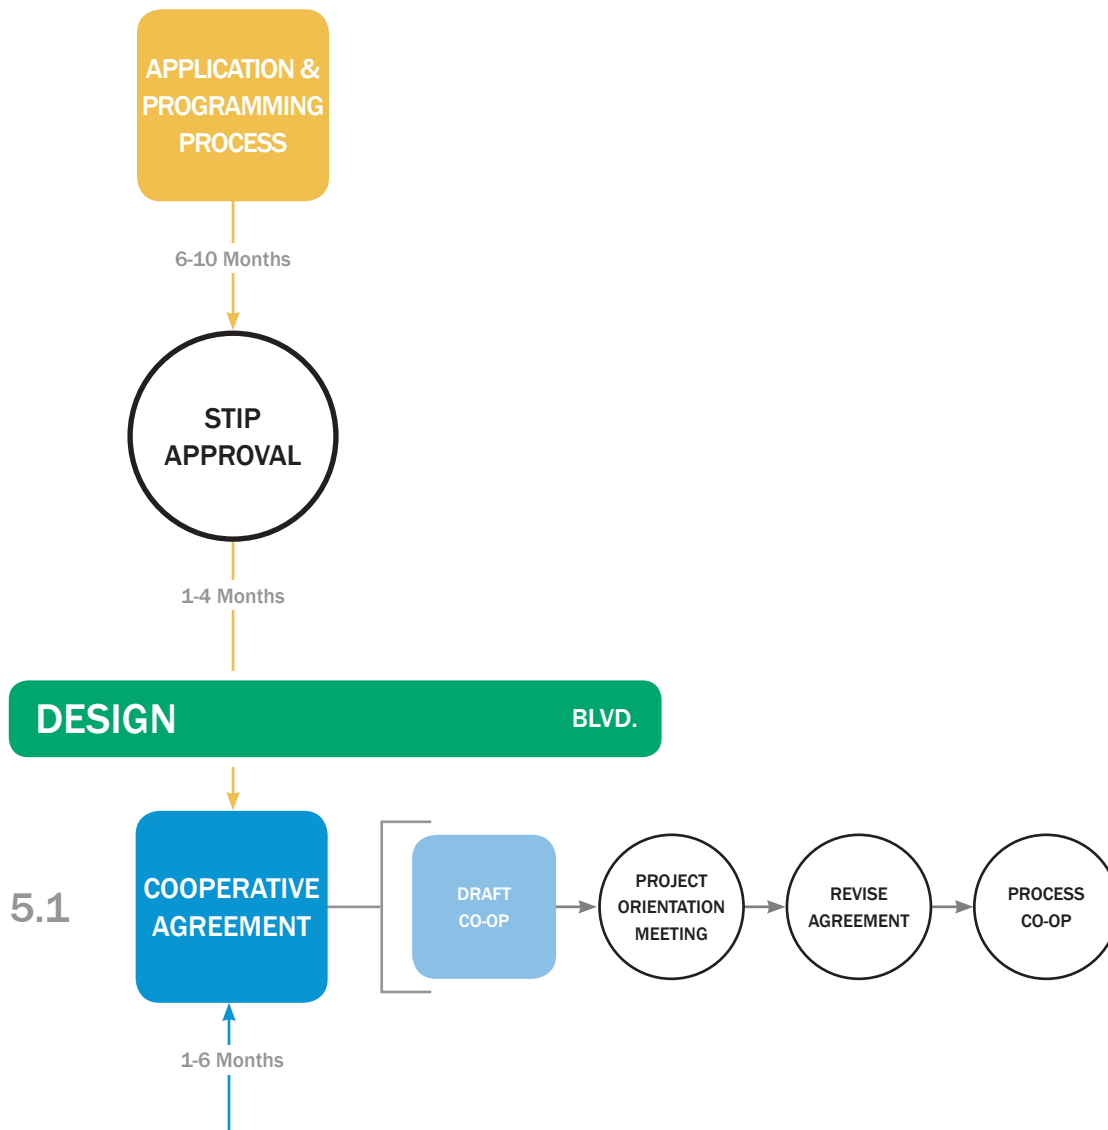 APPLICATION &
PROGRAMMING
PROCESS
6-10 Months
STIP
APPROVAL
1-4 Months
DESIGN BLVD.
5.1
COOPERATIVE
AGREEMENT
DRAFT
CO-OP
PROJECT
ORIENTATION
MEETING
REVISE
AGREEMENT
PROCESS
CO-OP
1-6 Months